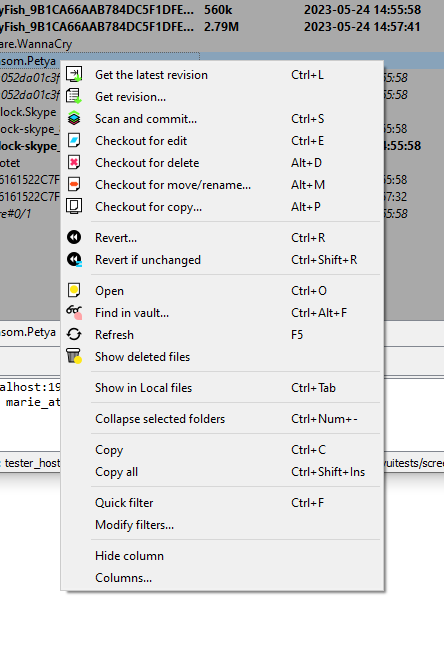 yFish_9B1CA66AAB784DC5F1DFE... 560k 2023-05-24 14:55:58
yFish_9B1CA66AAB784DC5F1DFE... 2.79M 2023-05-24 14:57:41
are.WannaCry
som.Petya
052da01c3f 55:58
Get the latest revision Ctrl+L
052da01c3f 55:58
Get revision...
lock.Skype
Scan and commit... Ctrl+S
ock-skype_ 55:58
Checkout for edit Ctrl+E
lock-skype_ 4:55:58
otet
Checkout for delete Alt+D
6161522C7F 55:58
Checkout for move/rename... Alt+M
6161522C7F 57:32
Checkout for copy... Alt+P
re#0/1 55:58
Revert... Ctrl+R
Revert if unchanged Ctrl+Shift+R
Open Ctrl+O
Find in vault... Ctrl+Alt+F
som.Petya
Refresh F5
Show deleted files
Show in Local files Ctrl+Tab
alhost:19
marie_at
Collapse selected folders Ctrl+Num+-
Copy Ctrl+C
: tester_host yuitests/scree
Copy all Ctrl+Shift+Ins
Quick filter Ctrl+F
Modify filters...
Hide column
Columns...